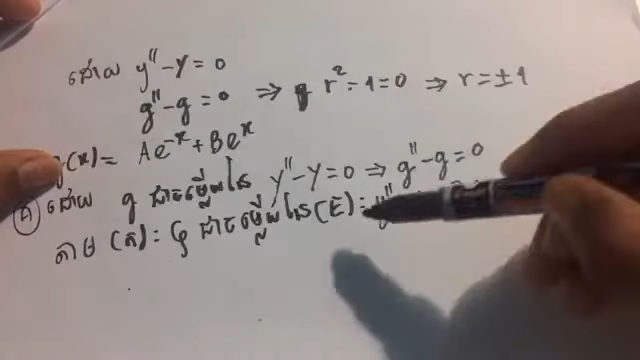 ដោយ y'' - y = 0
g'' - g = 0 ⇒ r² - 1 = 0 ⇒ r = ±1
g(x) = Ae⁻ˣ + Beˣ
ដោយ g ជាចម្លើយនៃ y'' - y = 0 ⇒ g'' - g = 0
តាម (ក): φ ជាចម្លើយនៃ (E): y''